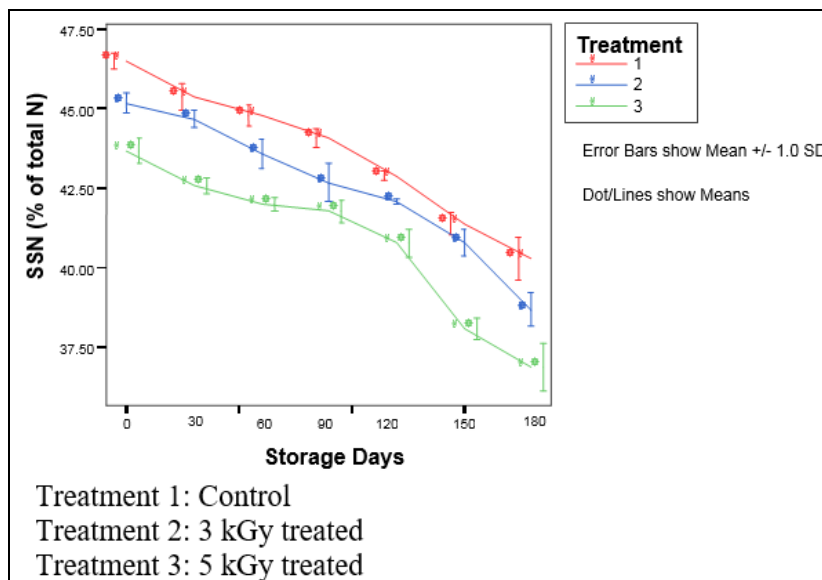 47.50
45.00
42.50
40.00
37.50
SSN (% of total N)
0 30 60 90 120 150 180
Storage Days
Treatment
1
2
3
Error Bars show Mean +/- 1.0 SD
Dot/Lines show Means
Treatment 1: Control
Treatment 2: 3 kGy treated
Treatment 3: 5 kGy treated